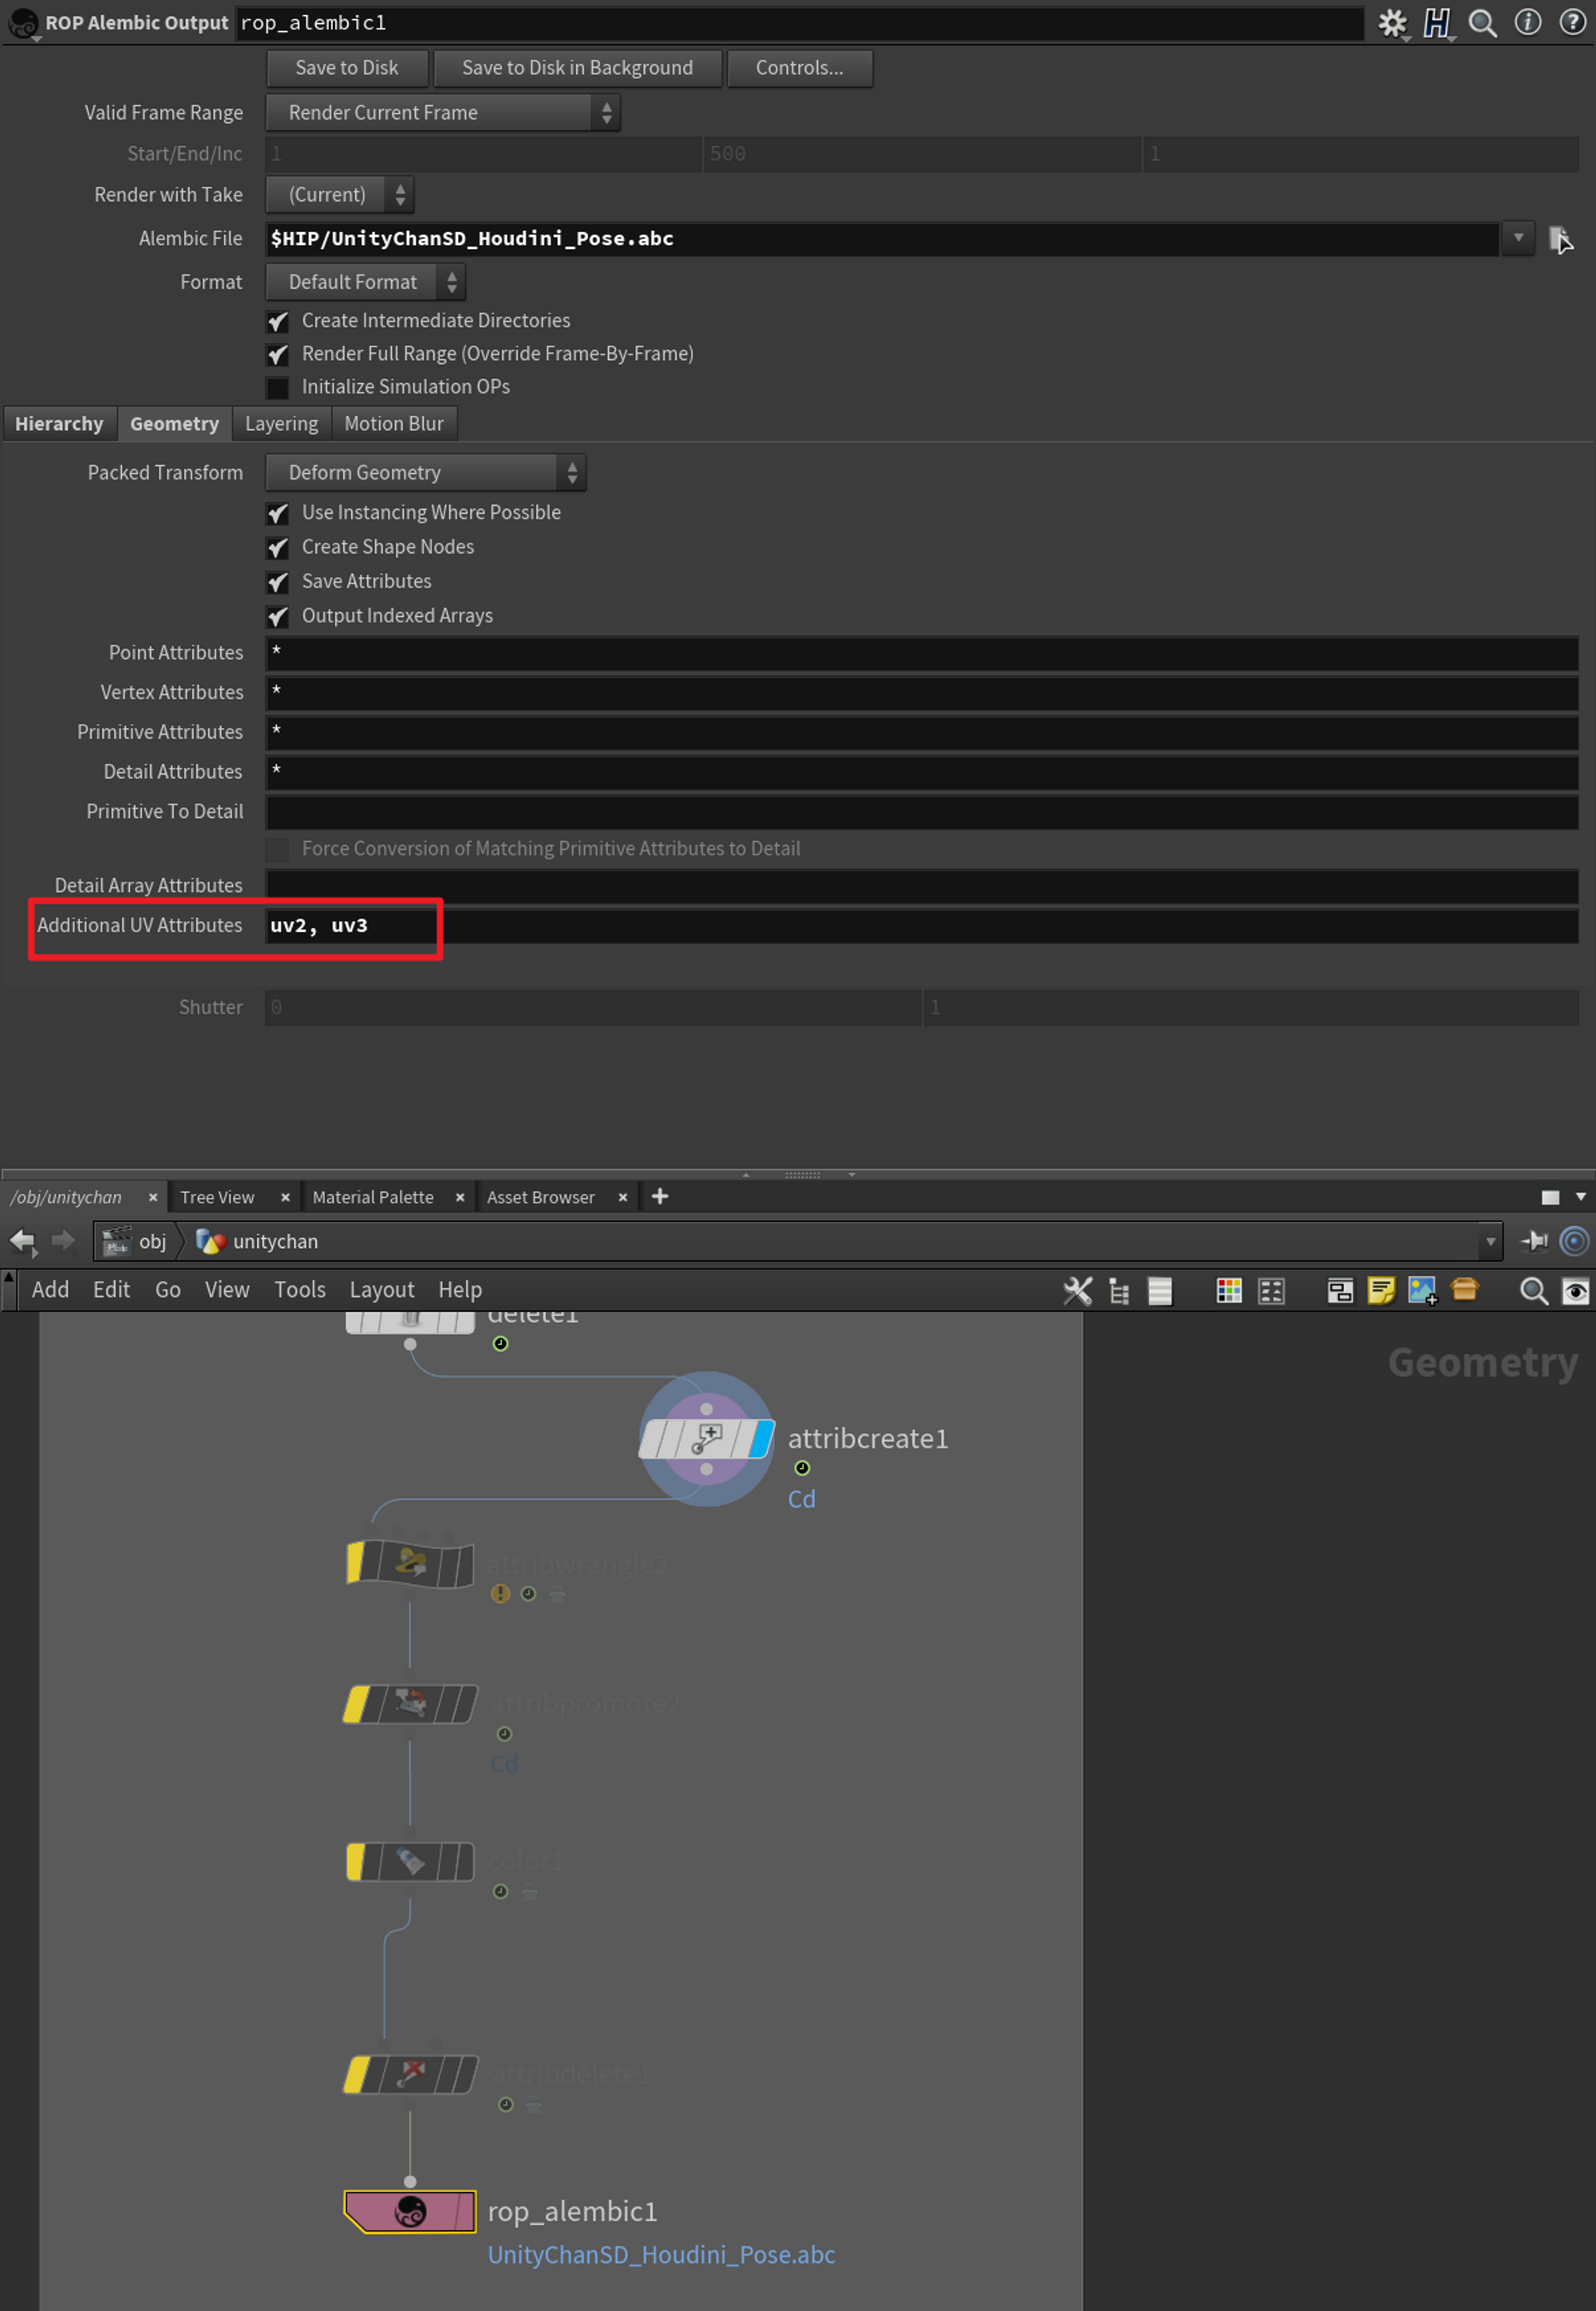 ROP Alembic Output rop_alembic1
Save to Disk Save to Disk in Background Controls...
Valid Frame Range Render Current Frame
Start/End/Inc 1 500 1
Render with Take (Current)
Alembic File $HIP/UnityChanSD_Houdini_Pose.abc
Format Default Format
Create Intermediate Directories
Render Full Range (Override Frame-By-Frame)
Initialize Simulation OPs
Hierarchy Geometry Layering Motion Blur
Packed Transform Deform Geometry
Use Instancing Where Possible
Create Shape Nodes
Save Attributes
Output Indexed Arrays
Point Attributes *
Vertex Attributes *
Primitive Attributes *
Detail Attributes *
Primitive To Detail
Force Conversion of Matching Primitive Attributes to Detail
Detail Array Attributes
Additional UV Attributes uv2, uv3
Shutter 0 1
/obj/unitychan Tree View Material Palette Asset Browser
obj unitychan
Add Edit Go View Tools Layout Help
delete1
Geometry
attribcreate1
Cd
attribwrangle2
attribpromote2
Cd
color1
attribdelete1
rop_alembic1
UnityChanSD_Houdini_Pose.abc